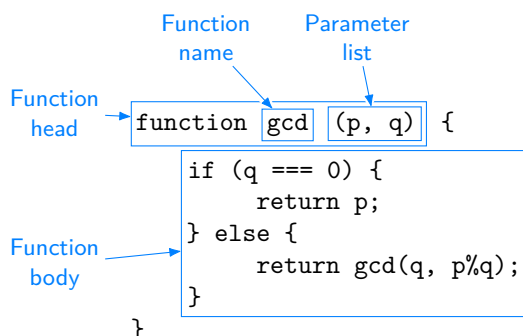 Function name
Parameter list
Function head
function gcd (p, q) {
if (q === 0) {
return p;
} else {
Function body
return gcd(q, p%q);
}
}